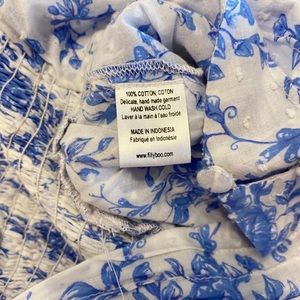 100% COTTON, COTON
Delicate, hand made garment
HAND WASH COLD
Laver à la main à l'eau froide
MADE IN INDONESIA
Fabriqué en Indonésie
www.fillyboo.com